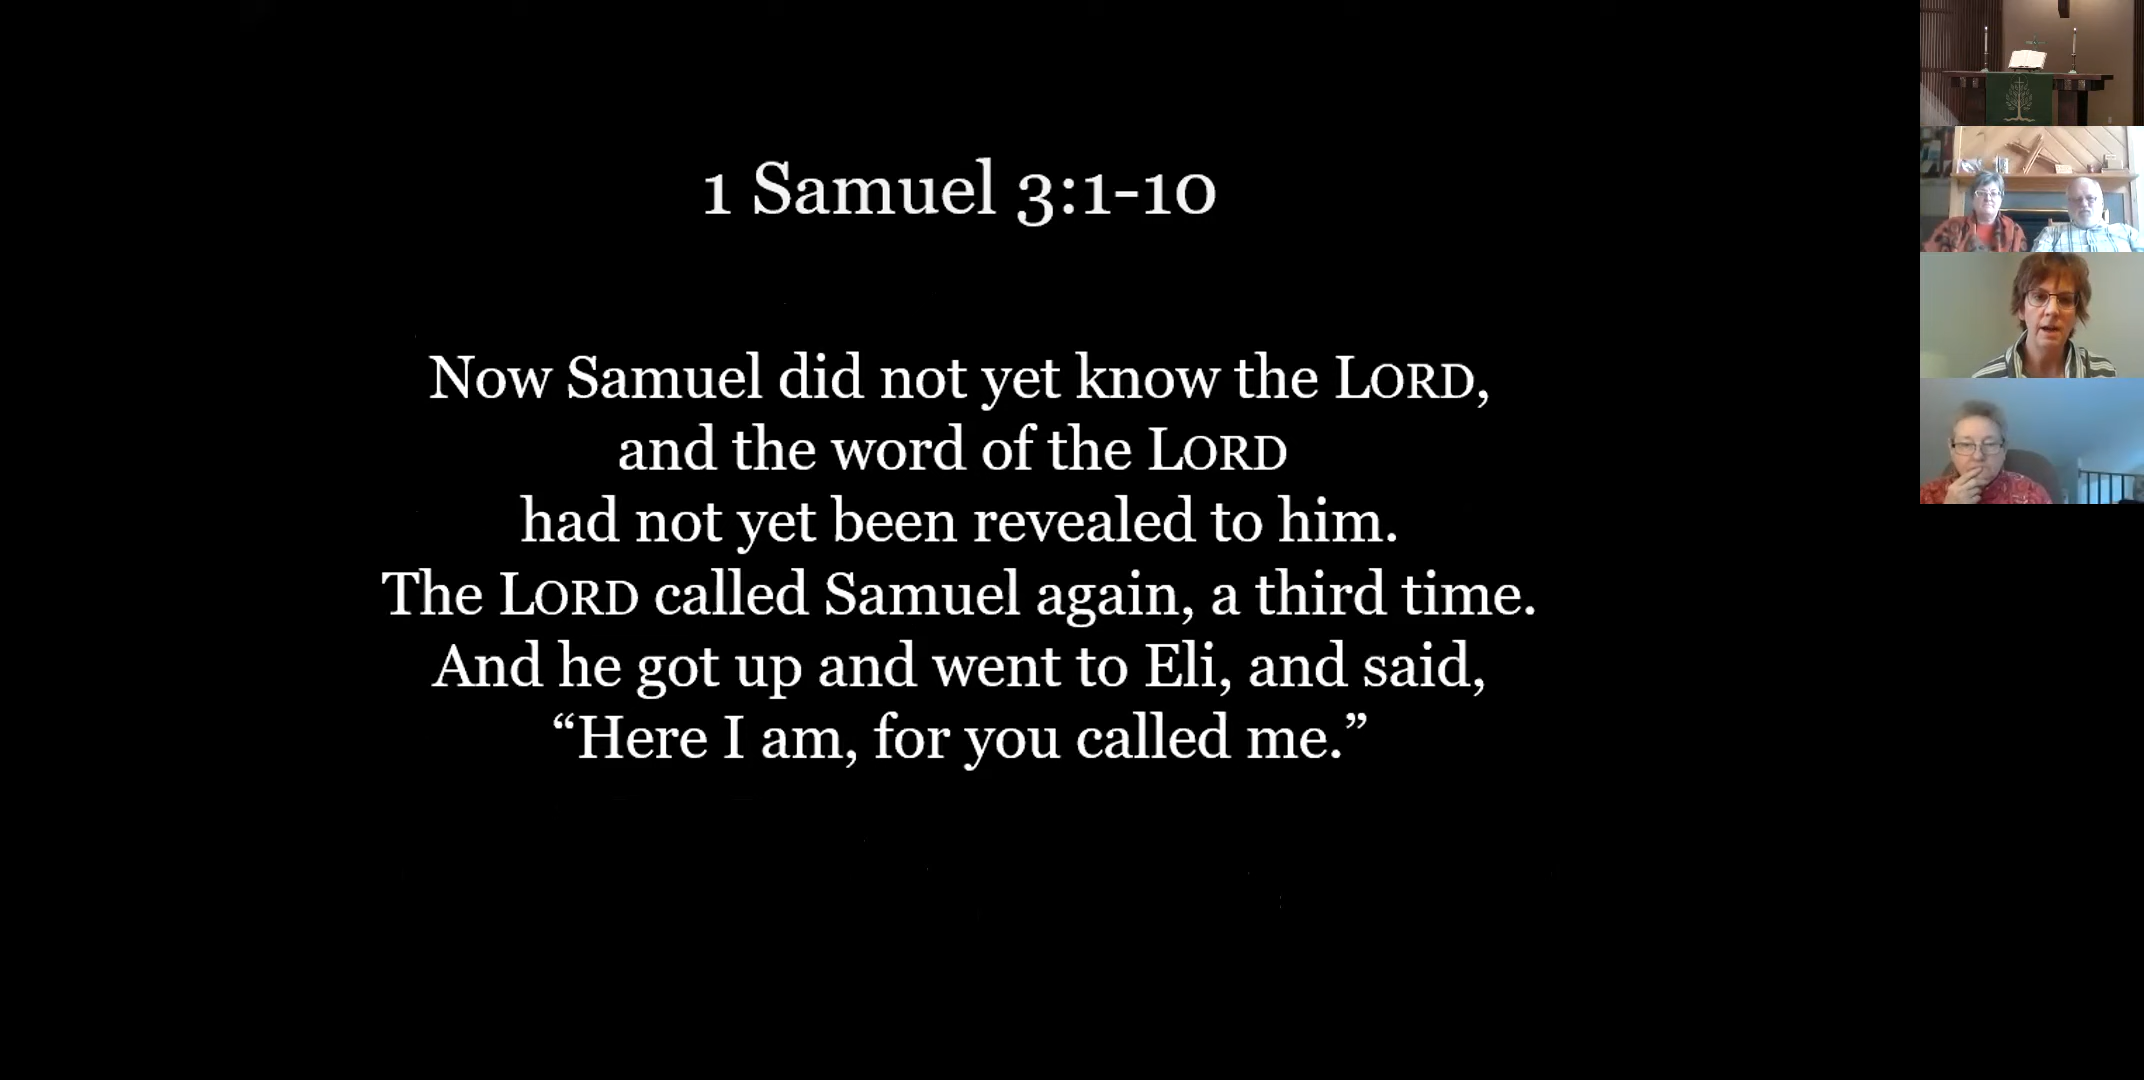 1 Samuel 3:1-10
Now Samuel did not yet know the LORD,
and the word of the LORD
had not yet been revealed to him.
The LORD called Samuel again, a third time.
And he got up and went to Eli, and said,
“Here I am, for you called me.”